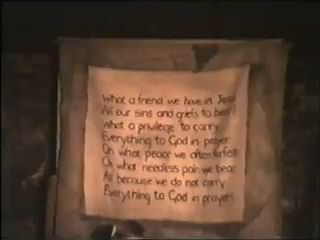 What a friend we have in Jesus
All our sins and griefs to bear!
What a privilege to carry
Everything to God in prayer
Oh what peace we often forfeit
Oh what needless pain we bear
All because we do not carry
Everything to God in prayer!